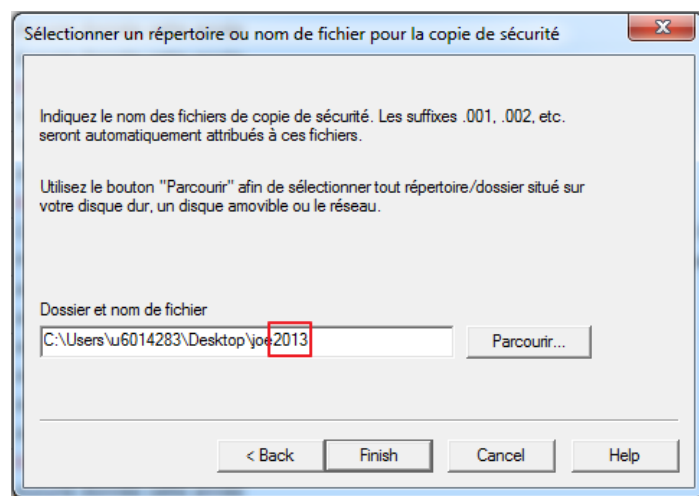 Sélectionner un répertoire ou nom de fichier pour la copie de sécurité
Indiquez le nom des fichiers de copie de sécurité. Les suffixes .001, .002, etc.
seront automatiquement attribués à ces fichiers.
Utilisez le bouton "Parcourir" afin de sélectionner tout répertoire/dossier situé sur
votre disque dur, un disque amovible ou le réseau.
Dossier et nom de fichier
C:\Users\u6014283\Desktop\joe2013
Parcourir...
< Back
Finish
Cancel
Help